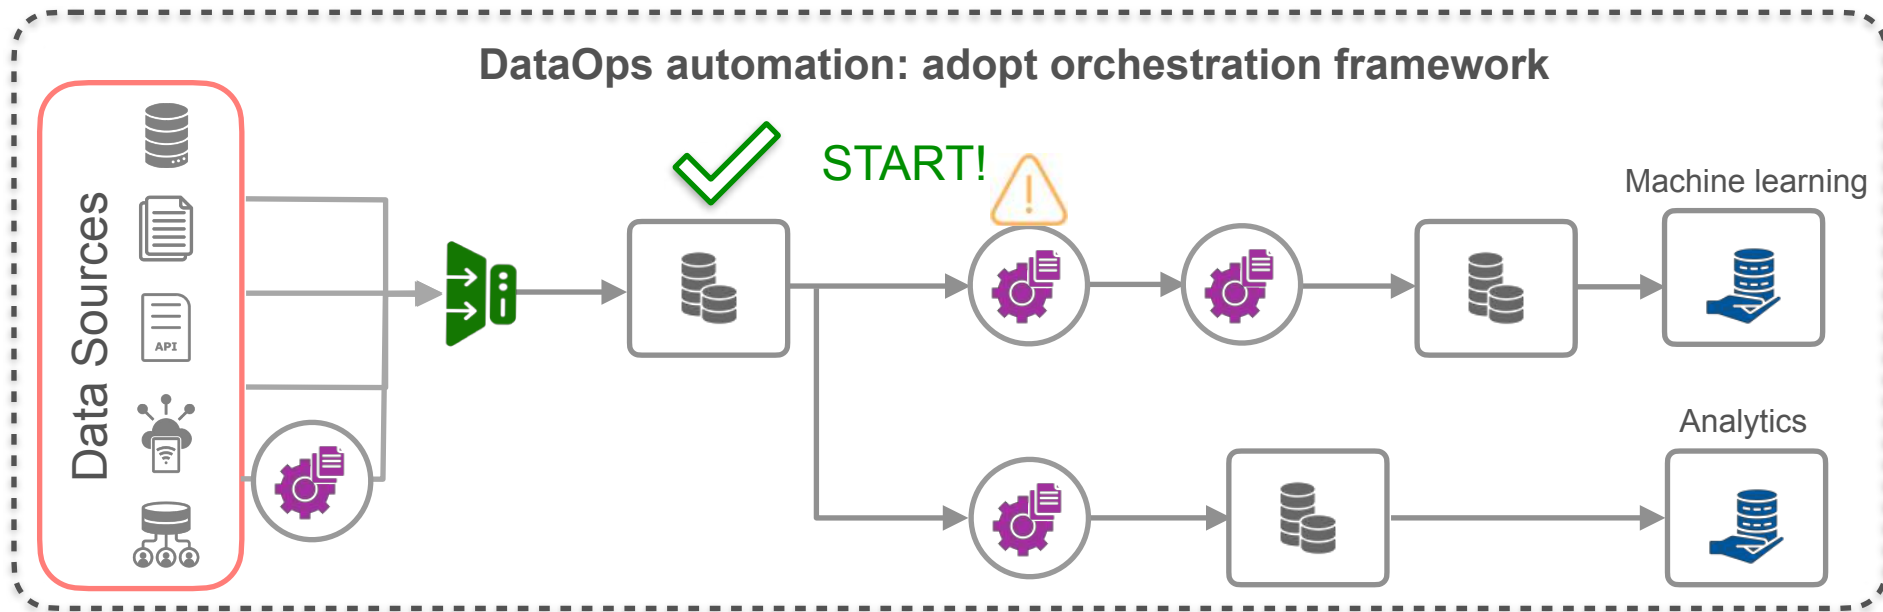 DataOps automation: adopt orchestration framework
START!
Machine learning
Data Sources
API
Analytics